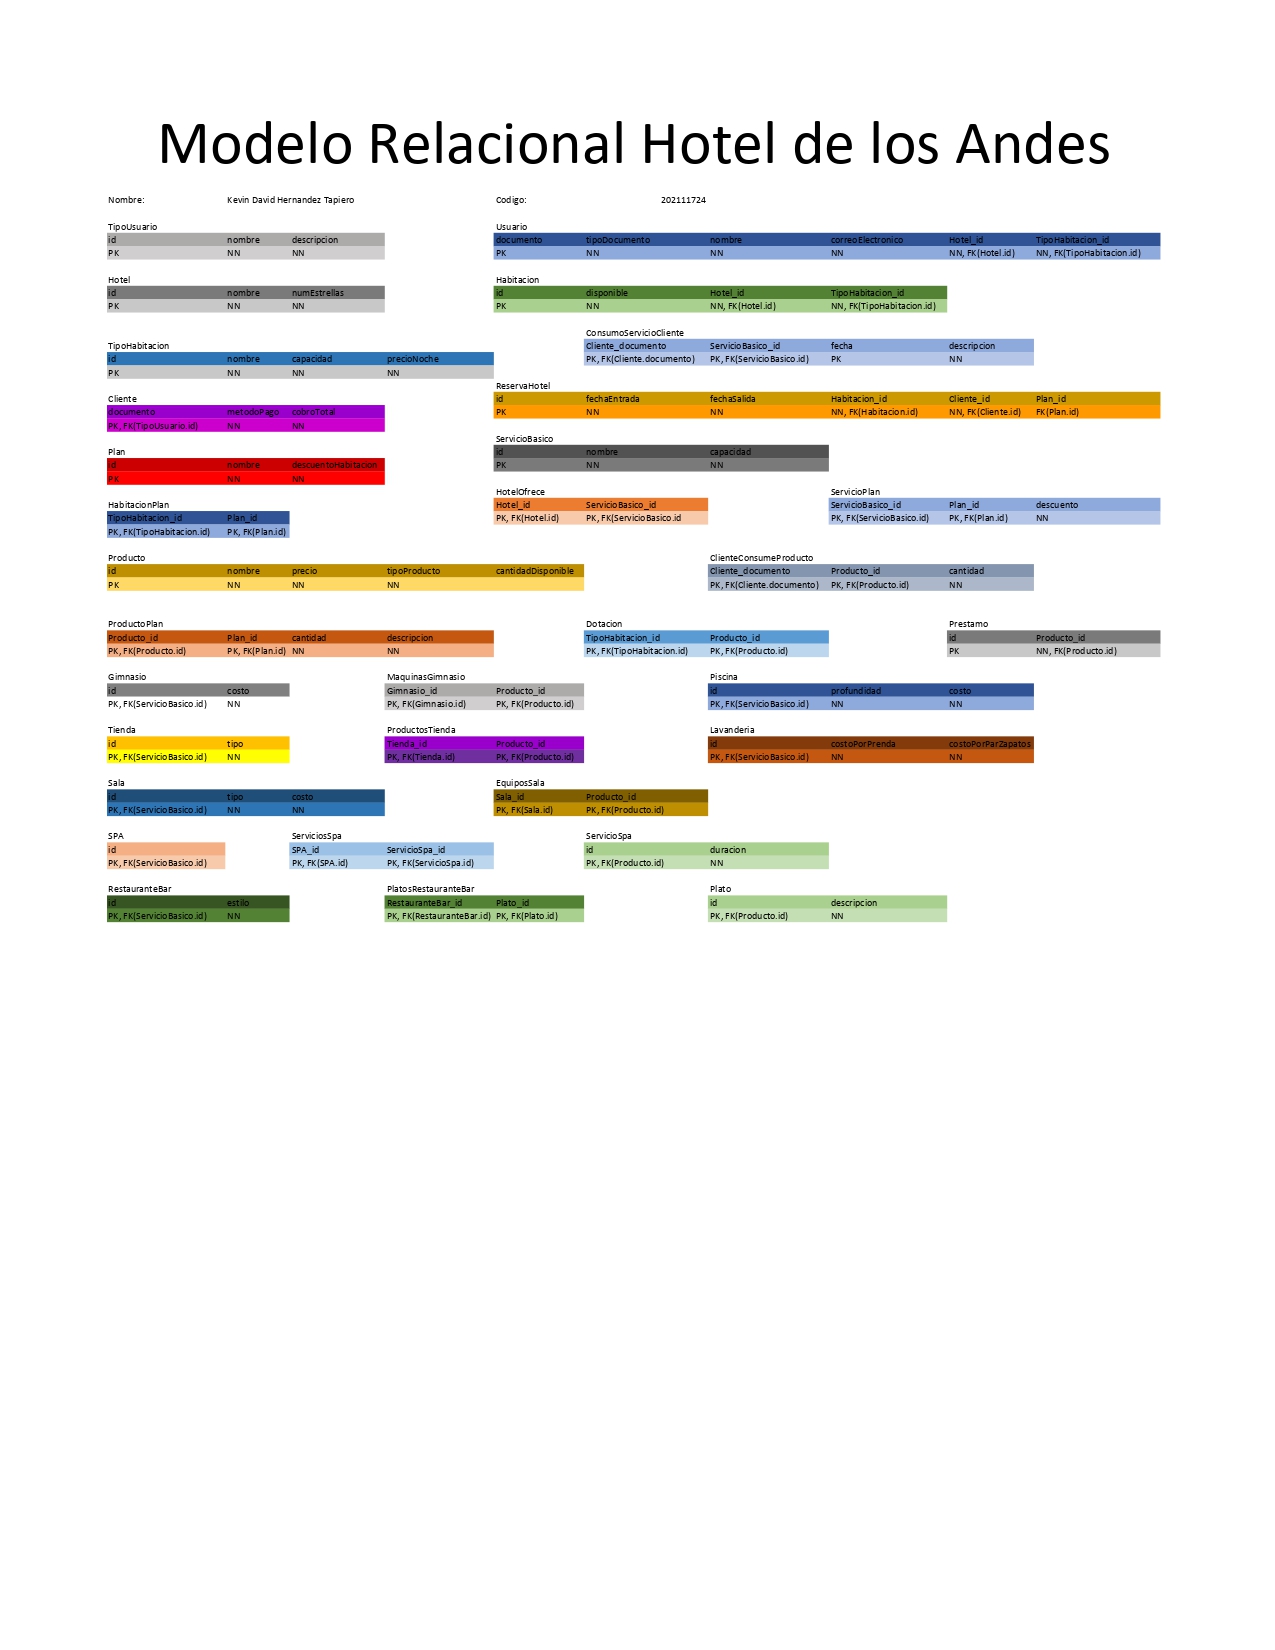 Modelo Relacional Hotel de los Andes
Nombre: Kevin David Hernandez Tapiero Codigo: 202111724
TipoUsuario
id nombre descripcion
PK NN NN
Usuario
documento tipoDocumento nombre correoElectronico Hotel_id TipoHabitacion_id
PK NN NN NN NN, FK(Hotel.id) NN, FK(TipoHabitacion.id)
Hotel
id nombre numEstrellas
PK NN NN
Habitacion
id disponible Hotel_id TipoHabitacion_id
PK NN NN, FK(Hotel.id) NN, FK(TipoHabitacion.id)
ConsumoServicioCliente
Cliente_documento ServicioBasico_id fecha descripcion
PK, FK(Cliente.documento) PK, FK(ServicioBasico.id) PK NN
TipoHabitacion
id nombre capacidad precioNoche
PK NN NN NN
ReservaHotel
id fechaEntrada fechaSalida Habitacion_id Cliente_id Plan_id
PK NN NN NN, FK(Habitacion.id) NN, FK(Cliente.id) FK(Plan.id)
Cliente
documento metodoPago cobroTotal
PK, FK(TipoUsuario.id) NN NN
ServicioBasico
id nombre capacidad
PK NN NN
Plan
id nombre descuentoHabitacion
PK NN NN
HotelOfrece
Hotel_id ServicioBasico_id
PK, FK(Hotel.id) PK, FK(ServicioBasico.id
ServicioPlan
ServicioBasico_id Plan_id descuento
PK, FK(ServicioBasico.id) PK, FK(Plan.id) NN
HabitacionPlan
TipoHabitacion_id Plan_id
PK, FK(TipoHabitacion.id) PK, FK(Plan.id)
Producto
id nombre precio tipoProducto cantidadDisponible
PK NN NN NN
ClienteConsumeProducto
Cliente_documento Producto_id cantidad
PK, FK(Cliente.documento) PK, FK(Producto.id) NN
ProductoPlan
Producto_id Plan_id cantidad descripcion
PK, FK(Producto.id) PK, FK(Plan.id) NN NN
Dotacion
TipoHabitacion_id Producto_id
PK, FK(TipoHabitacion.id) PK, FK(Producto.id)
Prestamo
id Producto_id
PK NN, FK(Producto.id)
Gimnasio
id costo
PK, FK(ServicioBasico.id) NN
MaquinasGimnasio
Gimnasio_id Producto_id
PK, FK(Gimnasio.id) PK, FK(Producto.id)
Piscina
id profundidad costo
PK, FK(ServicioBasico.id) NN NN
Tienda
id tipo
PK, FK(ServicioBasico.id) NN
ProductosTienda
Tienda_id Producto_id
PK, FK(Tienda.id) PK, FK(Producto.id)
Lavanderia
id costoPorPrenda costoPorParZapatos
PK, FK(ServicioBasico.id) NN NN
Sala
id tipo costo
PK, FK(ServicioBasico.id) NN NN
EquiposSala
Sala_id Producto_id
PK, FK(Sala.id) PK, FK(Producto.id)
SPA
id
PK, FK(ServicioBasico.id)
ServiciosSpa
SPA_id ServicioSpa_id
PK, FK(SPA.id) PK, FK(ServicioSpa.id)
ServicioSpa
id duracion
PK, FK(Producto.id) NN
RestauranteBar
id estilo
PK, FK(ServicioBasico.id) NN
PlatosRestauranteBar
RestauranteBar_id Plato_id
PK, FK(RestauranteBar.id) PK, FK(Plato.id)
Plato
id descripcion
PK, FK(Producto.id) NN